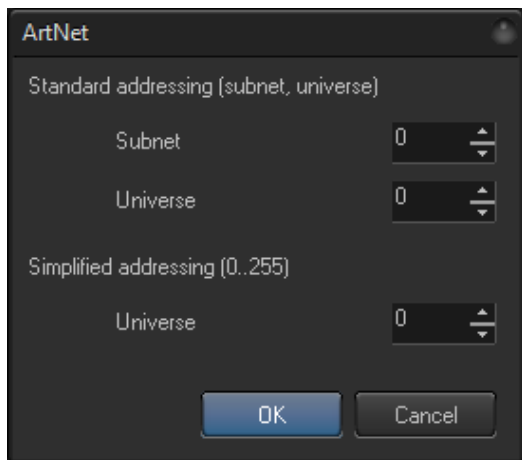 ArtNet
Standard addressing (subnet, universe)
Subnet 0
Universe 0
Simplified addressing (0..255)
Universe 0
OK Cancel